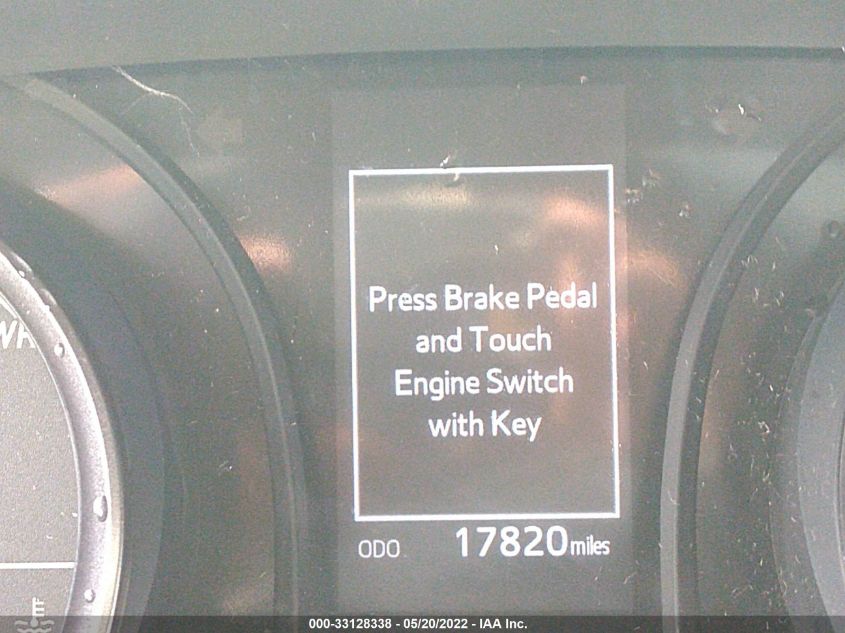 Press Brake Pedal
and Touch
Engine Switch
with Key
ODO 17820 miles
E
000-33128338 - 05/20/2022 - IAA Inc.